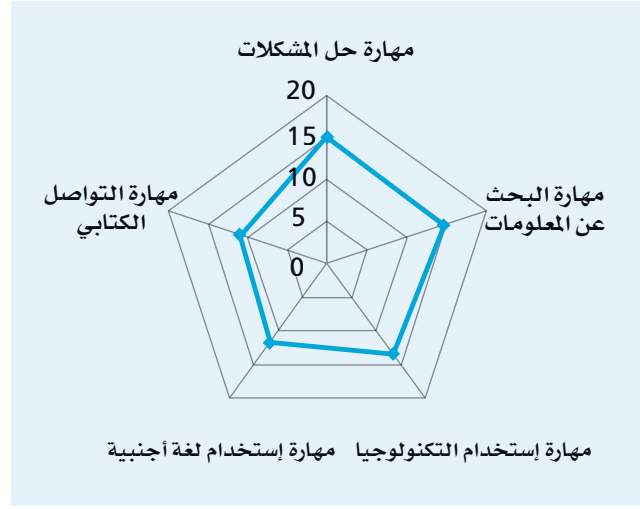 مهارة حل المشكلات
20
15
10
5
0
مهارة البحث
عن المعلومات
مهارة التواصل
الكتابي
مهارة إستخدام التكنولوجيا
مهارة إستخدام لغة أجنبية